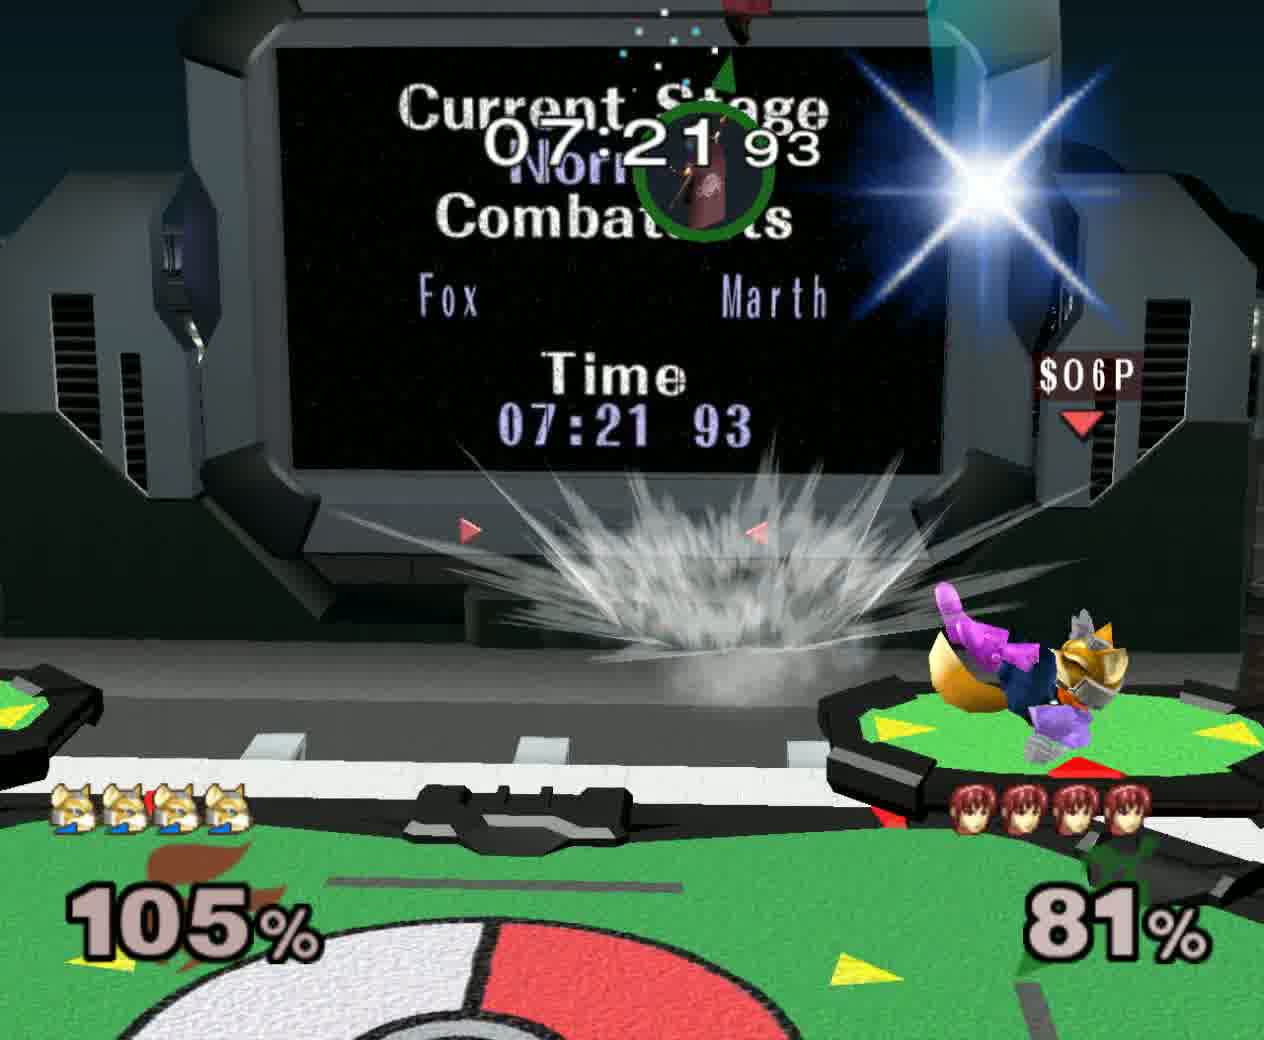 Current Stage
07:21 93
Combatants
Fox Marth
Time
07:21 93
$06P
105%
81%